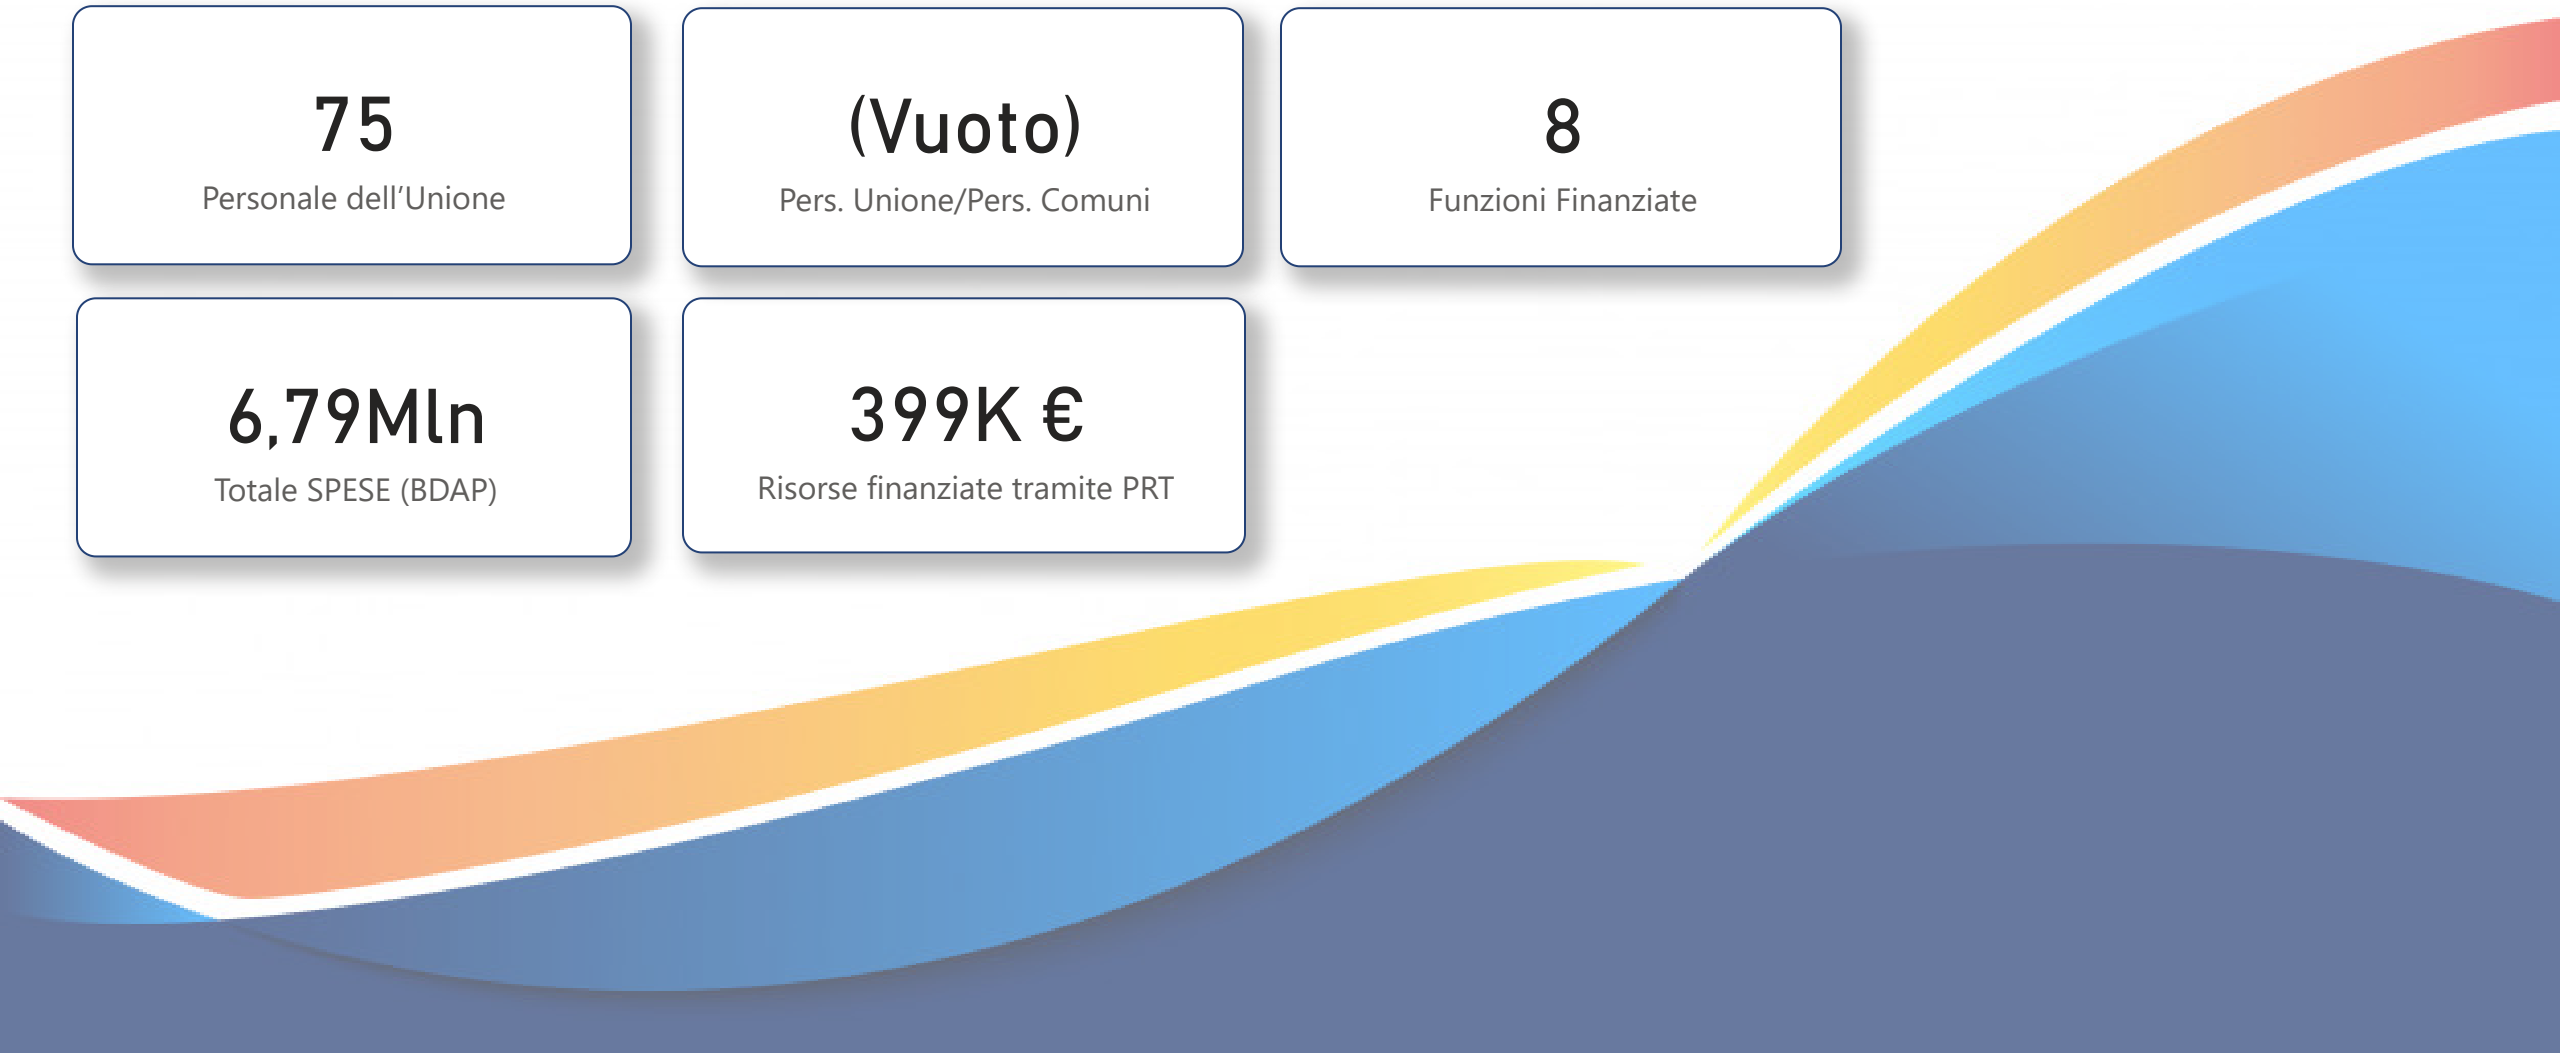 75
Personale dell’Unione
(Vuoto)
Pers. Unione/Pers. Comuni
8
Funzioni Finanziate
6,79Mln
Totale SPESE (BDAP)
399K €
Risorse finanziate tramite PRT